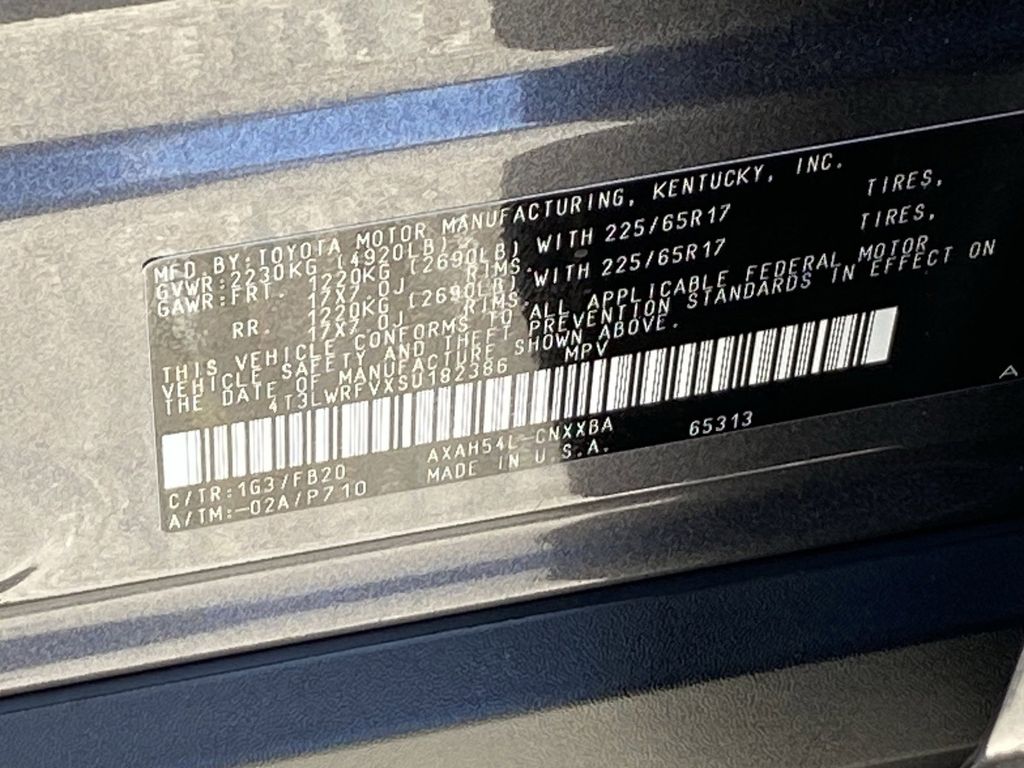 MFD.BY:TOYOTA MOTOR MANUFACTURING, KENTUCKY, INC.
GVWR:2230KG (4920LB)
GAWR:FRT. 1220KG (2690LB) WITH 225/65R17 TIRES,
17X7.0J RIMS.
RR. 1220KG (2690LB) WITH 225/65R17 TIRES,
17X7.0J RIMS.
THIS VEHICLE CONFORMS TO ALL APPLICABLE FEDERAL MOTOR
VEHICLE SAFETY AND THEFT PREVENTION STANDARDS IN EFFECT ON
THE DATE OF MANUFACTURE SHOWN ABOVE.
4T3LWRFVXSU182386 MPV
C/TR:1G3/FB20 AXAH54L-CNXXBA 65313
A/TM:-02A/P710 MADE IN U.S.A.
A